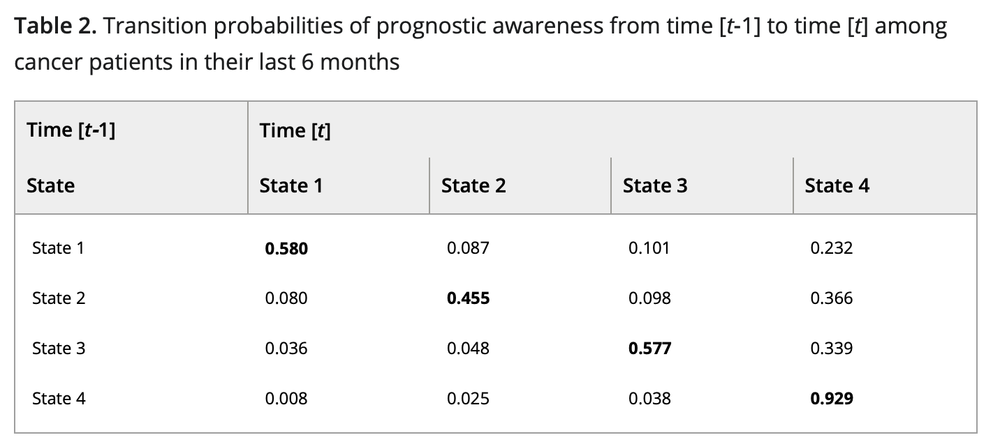 Table 2. Transition probabilities of prognostic awareness from time [t-1] to time [t] among
cancer patients in their last 6 months
Time [t-1] Time [t]
State State 1 State 2 State 3 State 4
State 1 0.580 0.087 0.101 0.232
State 2 0.080 0.455 0.098 0.366
State 3 0.036 0.048 0.577 0.339
State 4 0.008 0.025 0.038 0.929